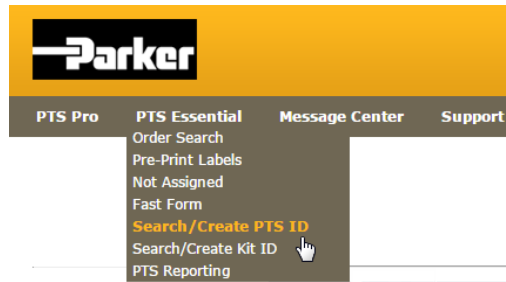 Parker
PTS Pro PTS Essential Message Center Support
Order Search
Pre-Print Labels
Not Assigned
Fast Form
Search/Create PTS ID
Search/Create Kit ID
PTS Reporting